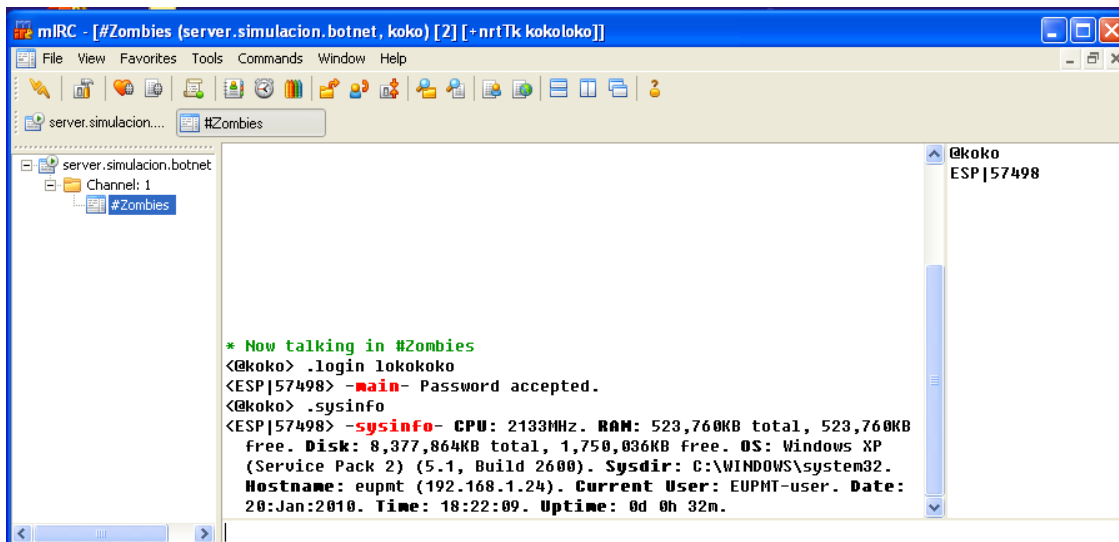 mIRC - [#Zombies (server.simulacion.botnet, koko) [2] [+nrtTk kokoloko]]
File View Favorites Tools Commands Window Help
server.simulacion.... #Zombies
server.simulacion.botnet
Channel: 1
#Zombies
* Now talking in #Zombies
<@koko> .login lokokoko
<ESP|57498> -main- Password accepted.
<@koko> .sysinfo
<ESP|57498> -sysinfo- CPU: 2133MHz. RAM: 523,760KB total, 523,760KB
free. Disk: 8,377,864KB total, 1,750,036KB free. OS: Windows XP
(Service Pack 2) (5.1, Build 2600). Sysdir: C:\WINDOWS\system32.
Hostname: eupmt (192.168.1.24). Current User: EUPMT-user. Date:
20:Jan:2010. Time: 18:22:09. Uptime: 0d 0h 32m.
@koko
ESP|57498